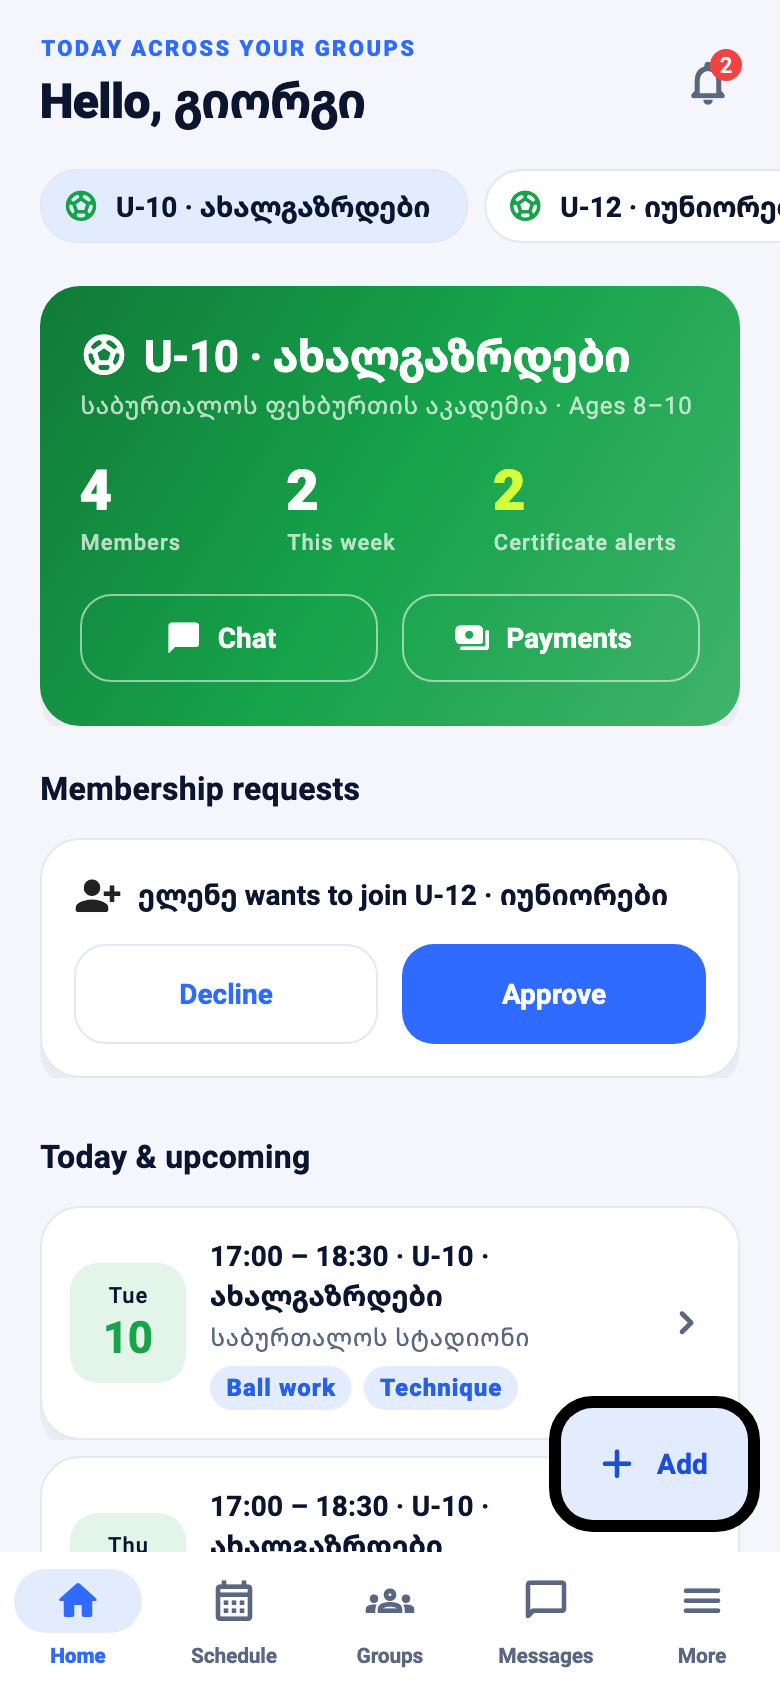 TODAY ACROSS YOUR GROUPS
Hello, გიორგი
2
U-10 · ახალგაზრდები
U-12 ·
U-10 · ახალგაზრდები
საბურთალოს ფეხბურთის აკადემია · Ages 8–10
4
2
2
Members
This week
Certificate alerts
Chat
Payments
Membership requests
ელენე wants to join U-12 · იუნიორები
Decline
Approve
Today & upcoming
Tue
10
17:00 – 18:30 · U-10 ·
ახალგაზრდები
საბურთალოს სტადიონი
Ball work
Technique
Add
Thu
17:00 – 18:30 · U-10 ·
ახალგაზრდები
Home
Schedule
Groups
Messages
More